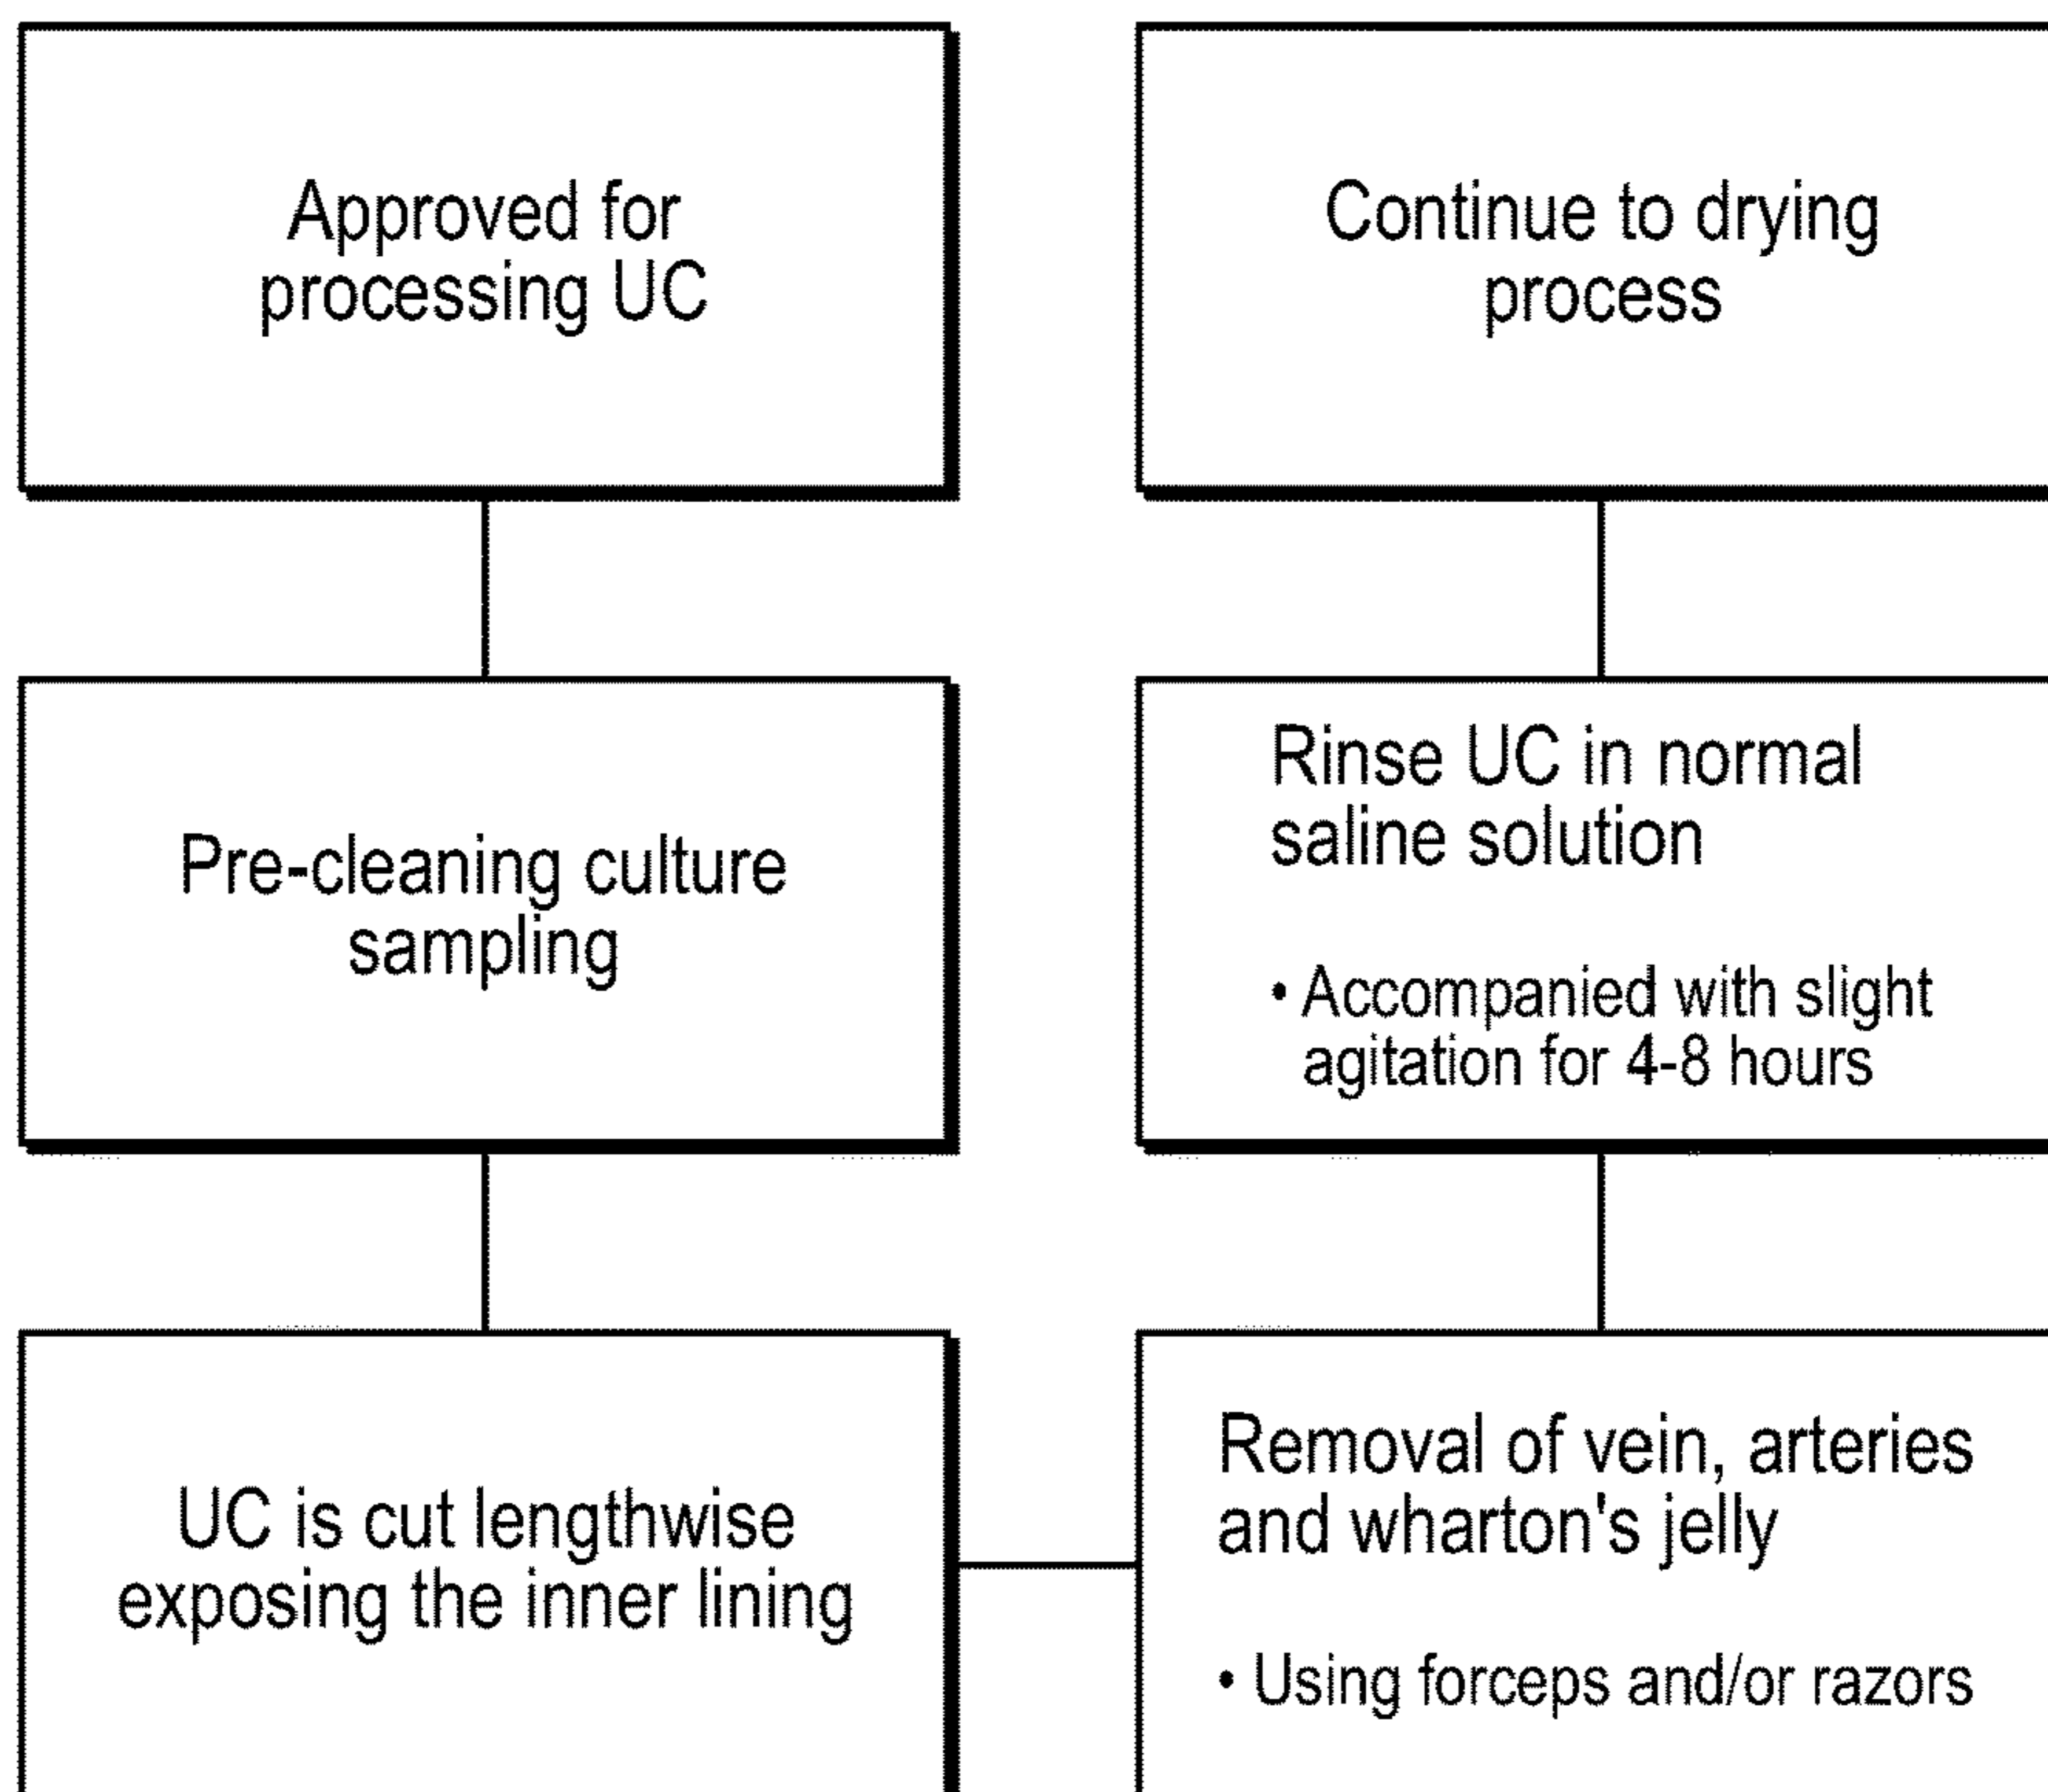 Approved for
processing UC
Pre-cleaning culture
sampling
UC is cut lengthwise
exposing the inner lining
Continue to drying
process
Rinse UC in normal
saline solution
• Accompanied with slight
agitation for 4-8 hours
Removal of vein, arteries
and wharton's jelly
• Using forceps and/or razors